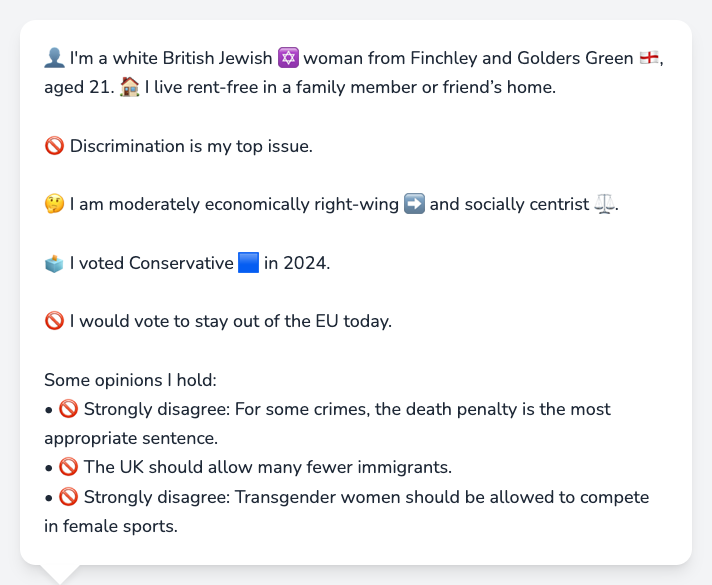 👤 I'm a white British Jewish ✡️ woman from Finchley and Golders Green 🏴󠁧󠁢󠁥󠁮󠁧󠁿,
aged 21. 🏠 I live rent-free in a family member or friend’s home.
🚫 Discrimination is my top issue.
🤔 I am moderately economically right-wing ➡️ and socially centrist ⚖️.
🗳️ I voted Conservative 🟦 in 2024.
🚫 I would vote to stay out of the EU today.
Some opinions I hold:
• 🚫 Strongly disagree: For some crimes, the death penalty is the most
appropriate sentence.
• 🚫 The UK should allow many fewer immigrants.
• 🚫 Strongly disagree: Transgender women should be allowed to compete
in female sports.